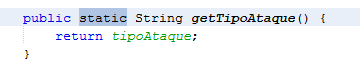 public static String getTipoAtaque() {
return tipoAtaque;
}